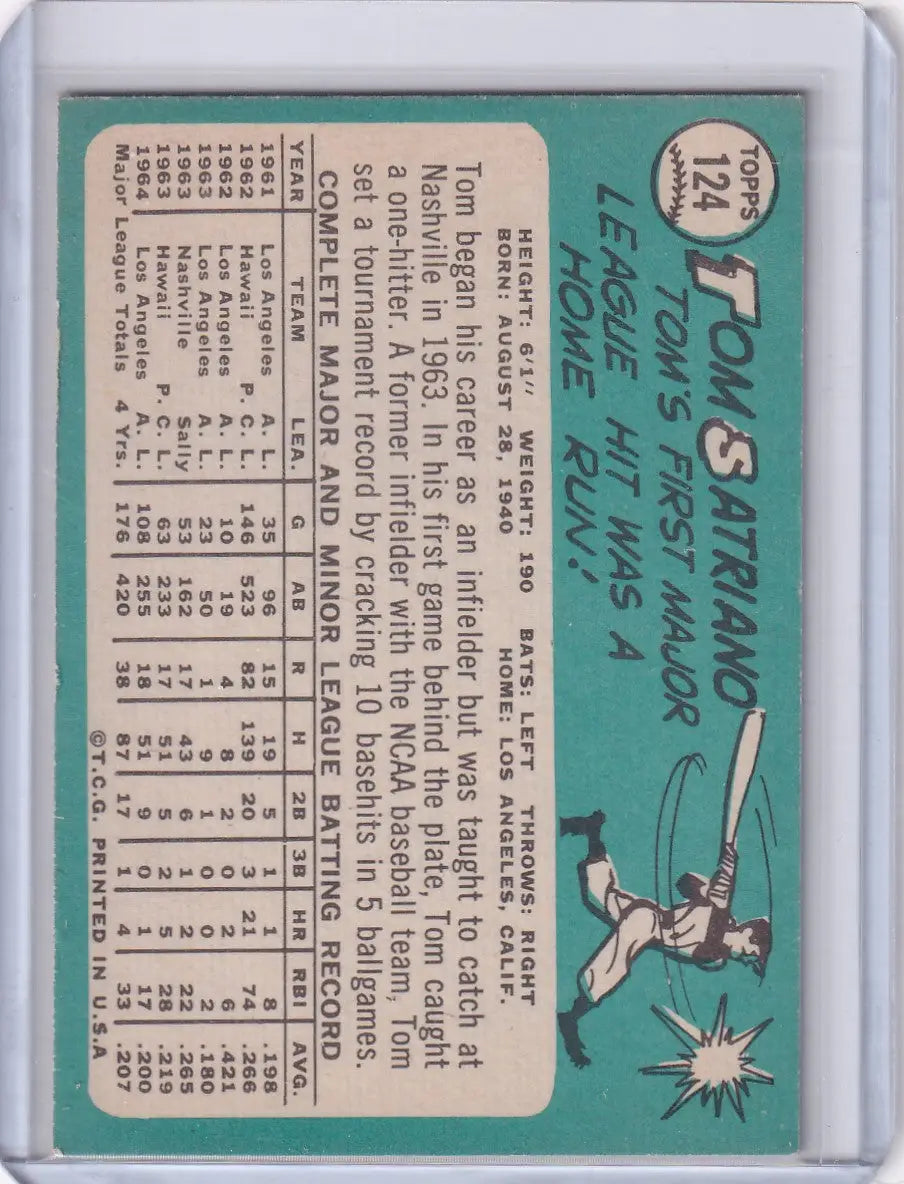 TOPPS
124
TOM SATRIANO
TOM'S FIRST MAJOR
LEAGUE HIT WAS A
HOME RUN!
HEIGHT: 6'1" WEIGHT: 190 BATS: LEFT THROWS: RIGHT
BORN: AUGUST 28, 1940 HOME: LOS ANGELES, CALIF.
Tom began his career as an infielder but was taught to catch at
Nashville in 1963. In his first game behind the plate, Tom caught
a one-hitter. A former infielder with the NCAA baseball team, Tom
set a tournament record by cracking 10 basehits in 5 ballgames.
COMPLETE MAJOR AND MINOR LEAGUE BATTING RECORD
YEAR TEAM LEA. G AB R H 2B 3B HR RBI AVG.
1961 Los Angeles A. L. 35 96 15 19 5 1 1 8 .198
1962 Hawaii P. C. L. 146 523 82 139 20 3 21 74 .266
1962 Los Angeles A. L. 10 19 4 8 2 0 2 6 .421
1963 Los Angeles A. L. 23 50 1 9 1 0 0 2 .180
1963 Nashville Sally 53 162 17 43 6 1 2 22 .265
1963 Hawaii P. C. L. 63 233 17 51 5 2 5 28 .219
1964 Los Angeles A. L. 108 255 18 51 9 0 1 17 .200
Major League Totals 4 Yrs. 176 420 38 87 17 1 4 33 .207
©T.C.G. PRINTED IN U.S.A